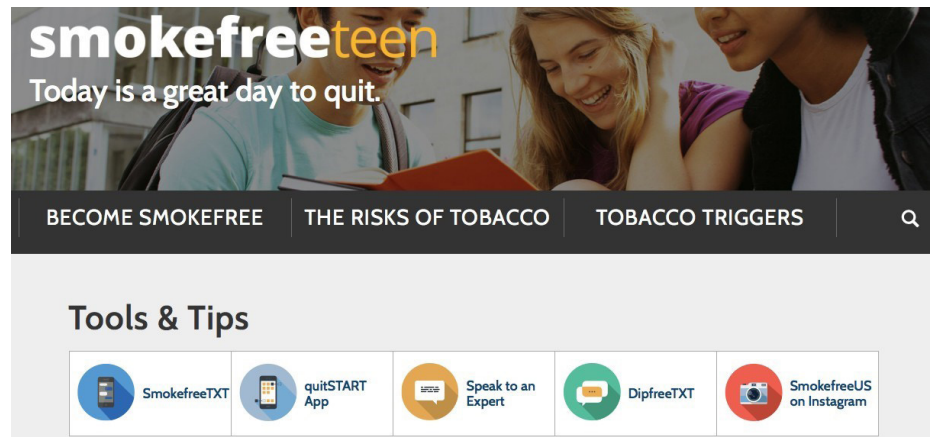 smokefreeteen
Today is a great day to quit.
BECOME SMOKEFREE
THE RISKS OF TOBACCO
TOBACCO TRIGGERS
Tools & Tips
SmokefreeTXT
quitSTART
App
Speak to an
Expert
DipfreeTXT
SmokefreeUS
on Instagram